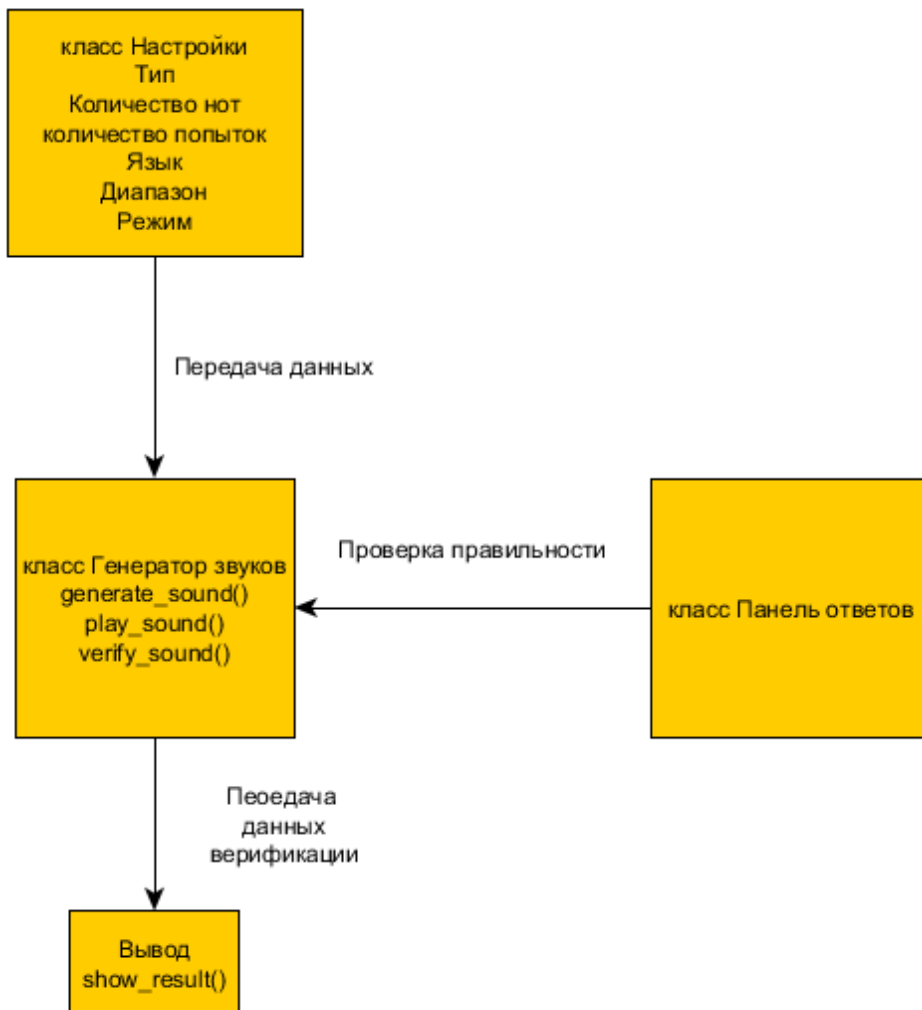 класс Настройки
Тип
Количество нот
количество попыток
Язык
Диапазон
Режим
Передача данных
класс Генератор звуков
generate_sound()
play_sound()
verify_sound()
Проверка правильности
класс Панель ответов
Пеоедача
данных
верификации
Вывод
show_result()